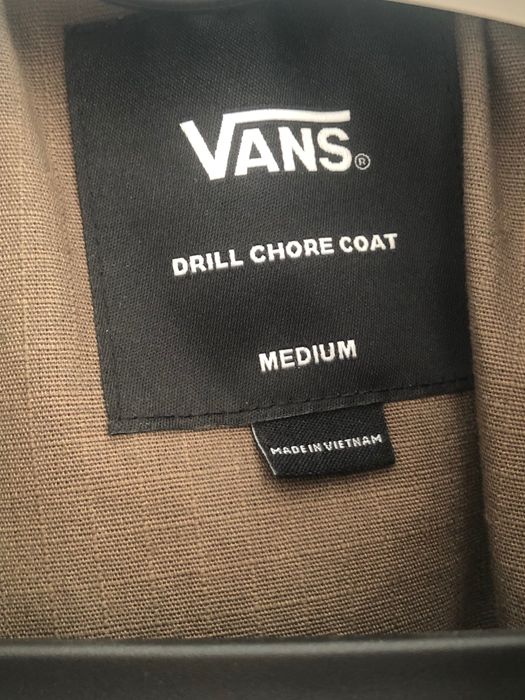 VANS®
DRILL CHORE COAT
MEDIUM
MADE IN VIETNAM